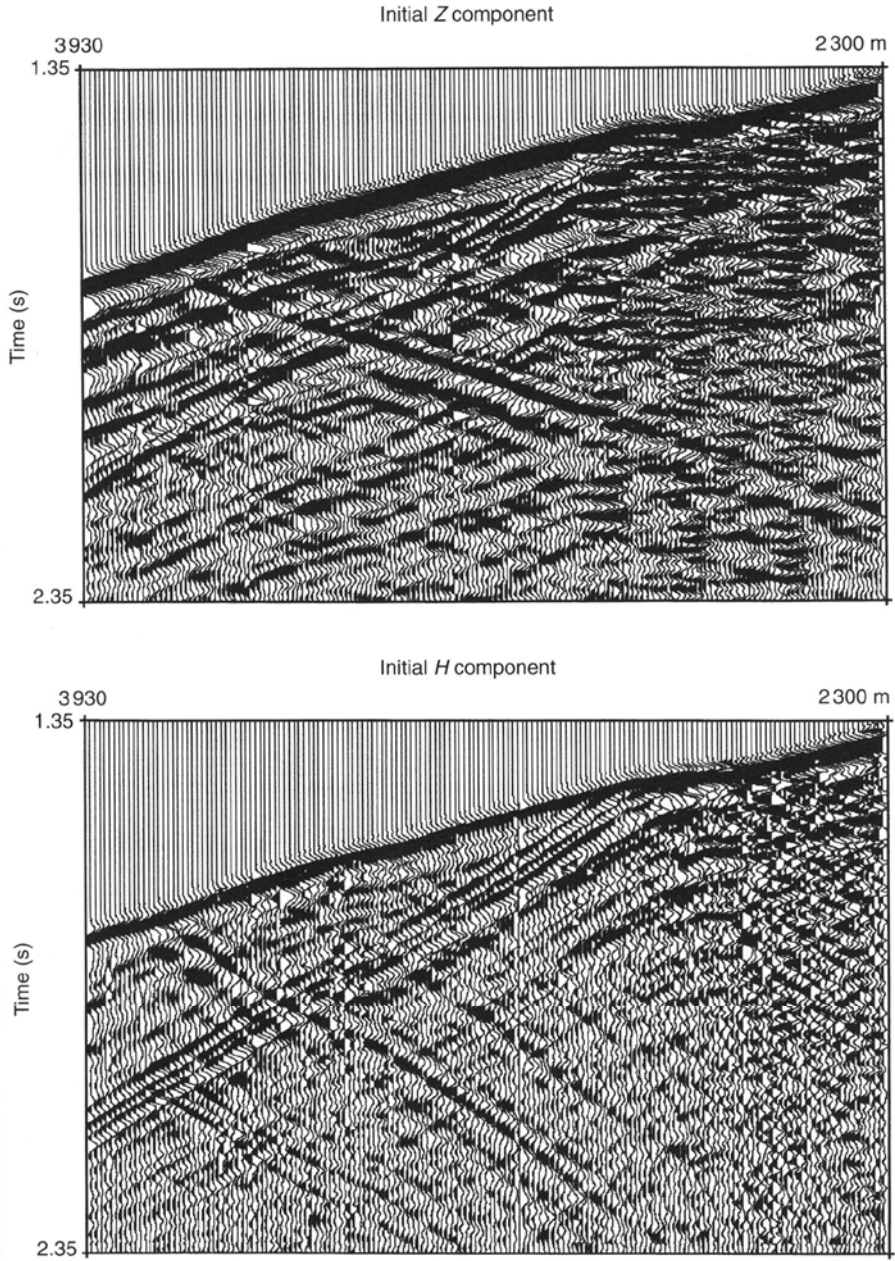 Initial Z component
3930 2300 m
1.35
Time (s)
2.35
Initial H component
3930 2300 m
1.35
Time (s)
2.35